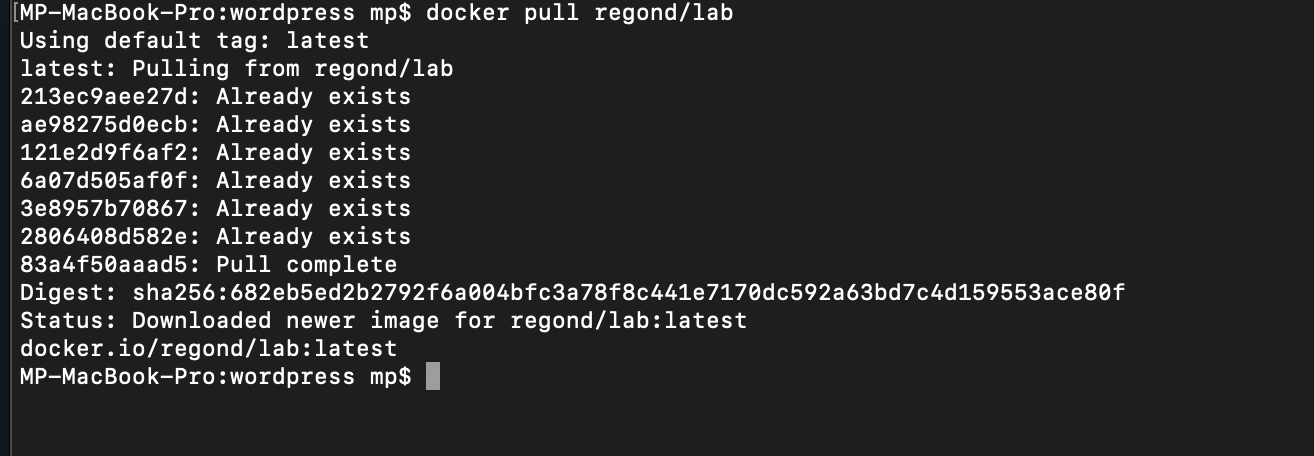 [MP-MacBook-Pro:wordpress mp$ docker pull regond/lab
Using default tag: latest
latest: Pulling from regond/lab
213ec9aee27d: Already exists
ae98275d0ecb: Already exists
121e2d9f6af2: Already exists
6a07d505af0f: Already exists
3e8957b70867: Already exists
2806408d582e: Already exists
83a4f50aaad5: Pull complete
Digest: sha256:682eb5ed2b2792f6a004bfc3a78f8c441e7170dc592a63bd7c4d159553ace80f
Status: Downloaded newer image for regond/lab:latest
docker.io/regond/lab:latest
MP-MacBook-Pro:wordpress mp$